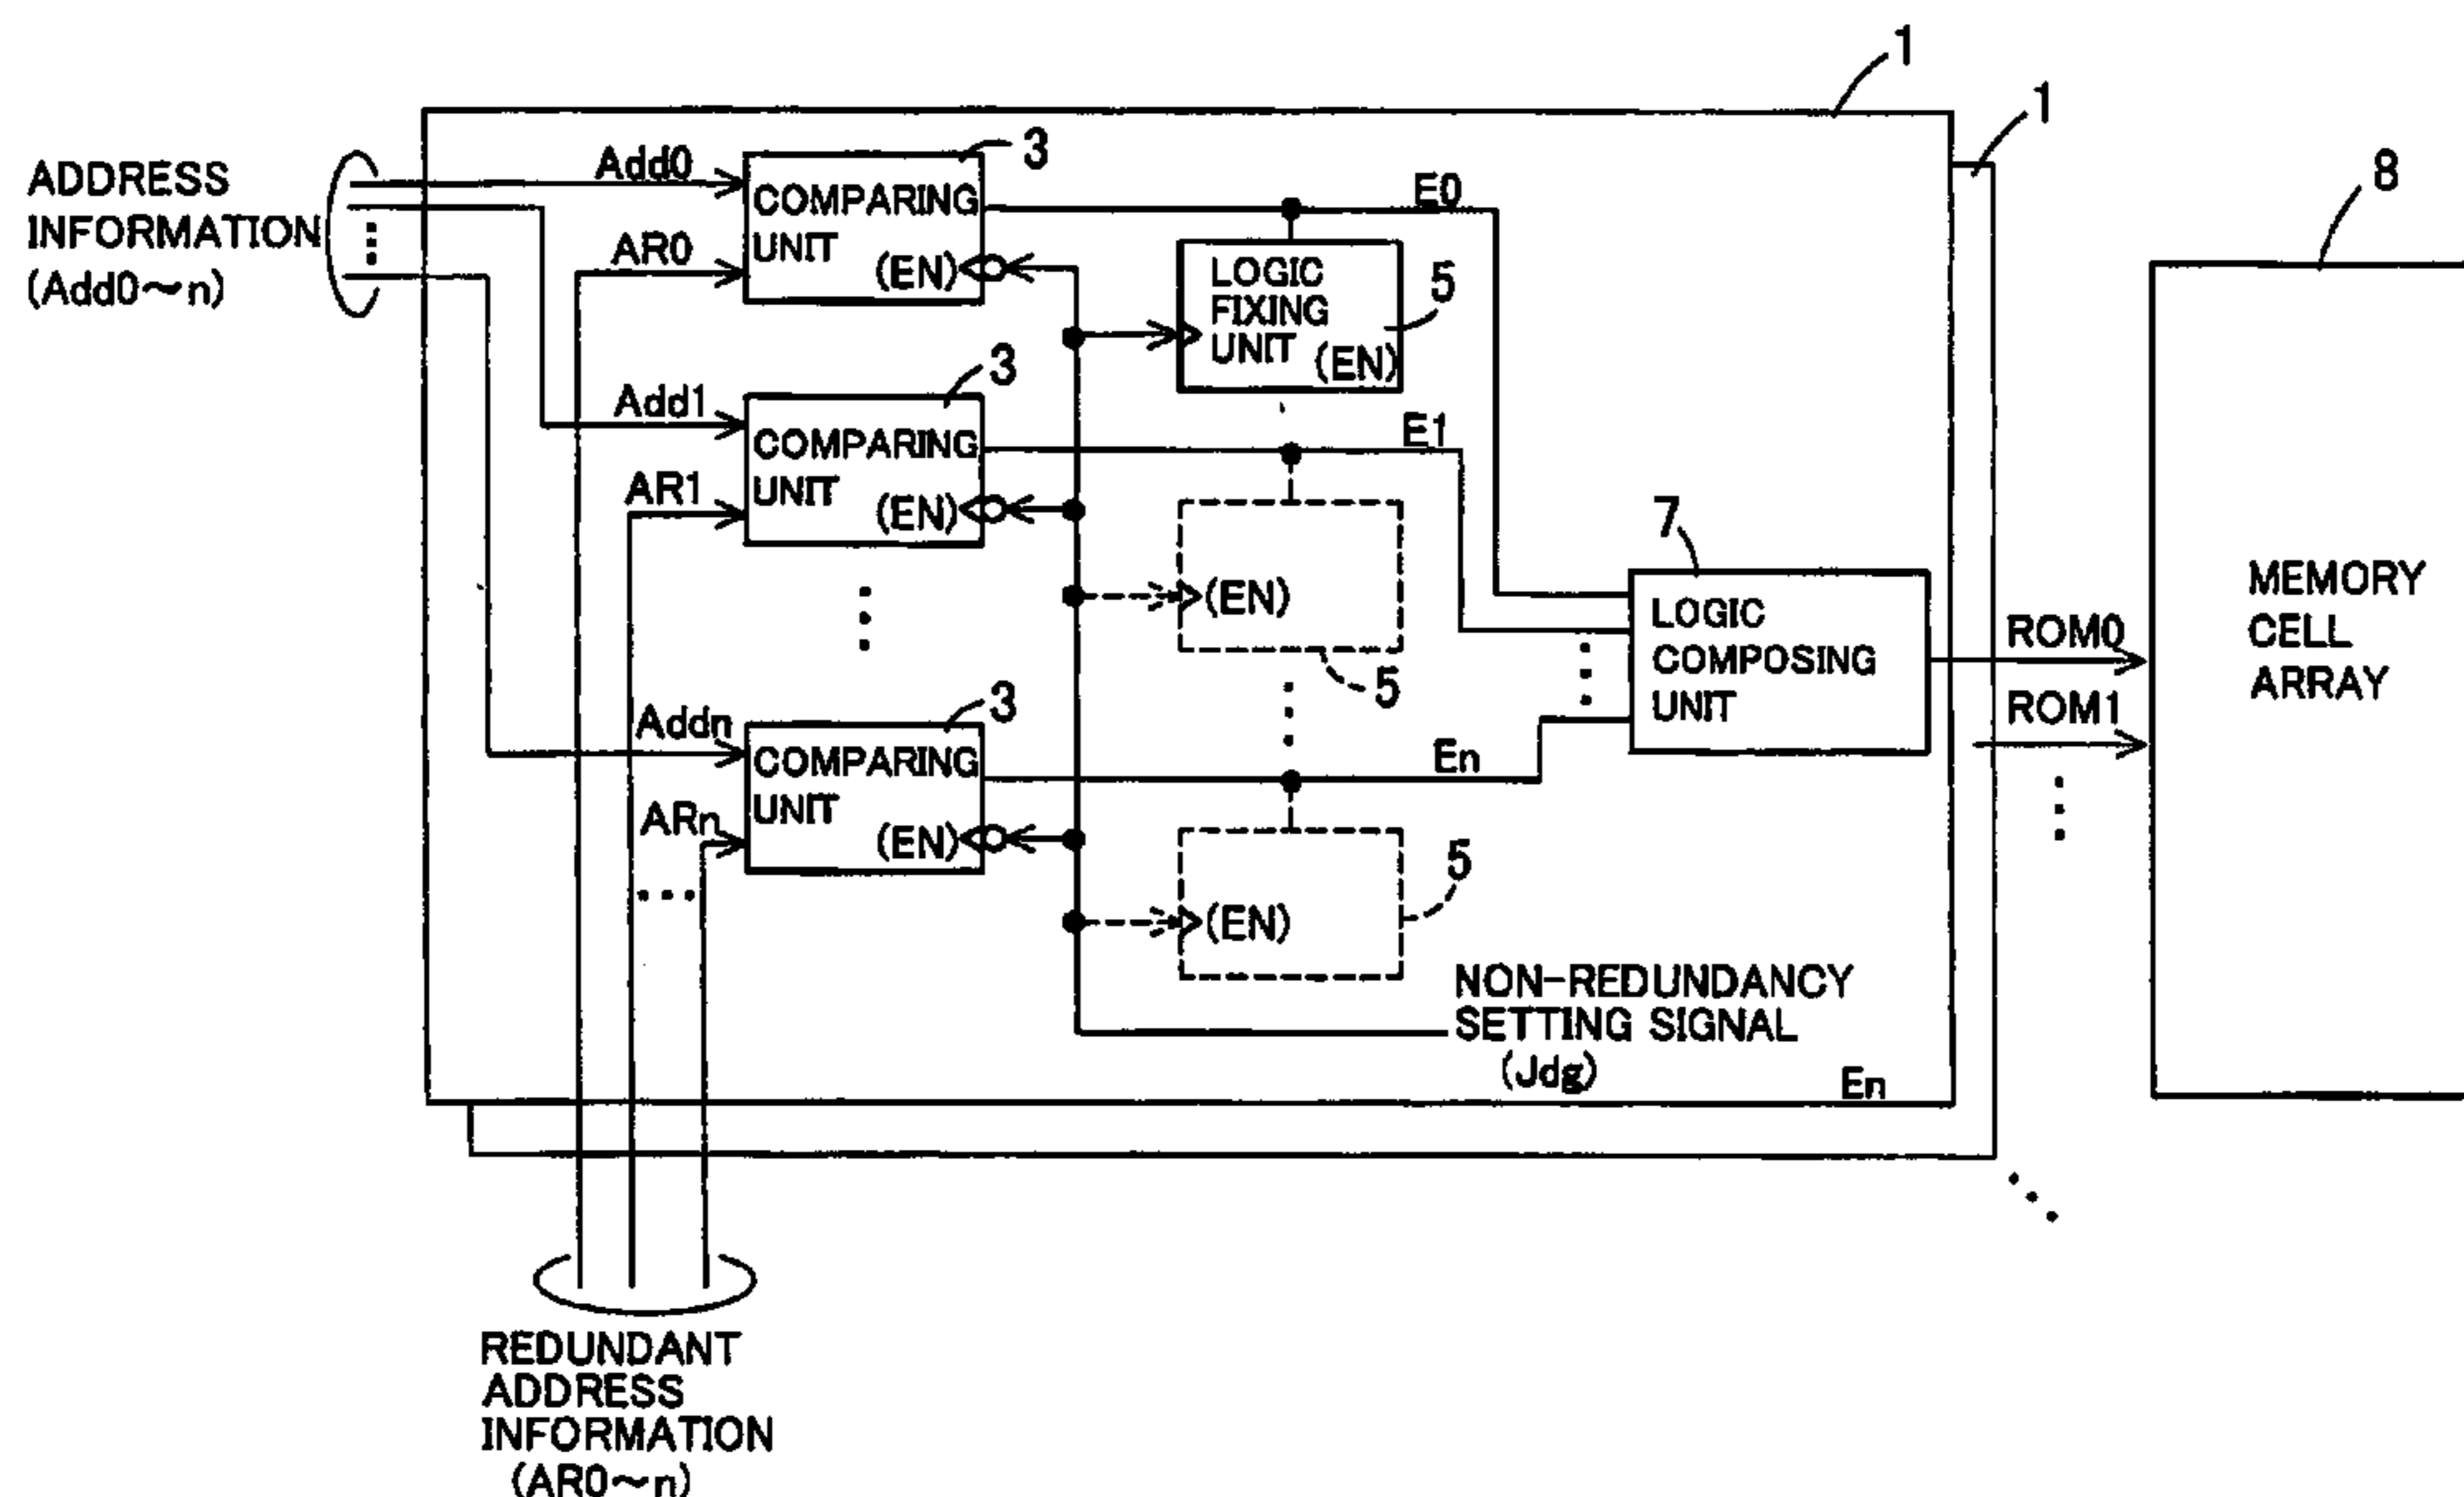 1
1
ADDRESS
INFORMATION
(Add0～n)
Add0
3
COMPARING
UNIT
(EN)
AR0
E0
LOGIC
FIXING
UNIT
(EN)
5
8
Add1
3
COMPARING
UNIT
(EN)
AR1
E1
(EN)
5
7
LOGIC
COMPOSING
UNIT
ROM0
ROM1
MEMORY
CELL
ARRAY
Addn
3
COMPARING
UNIT
(EN)
ARn
En
(EN)
5
NON-REDUNDANCY
SETTING SIGNAL
(Jdg)
En
REDUNDANT
ADDRESS
INFORMATION
(AR0～n)